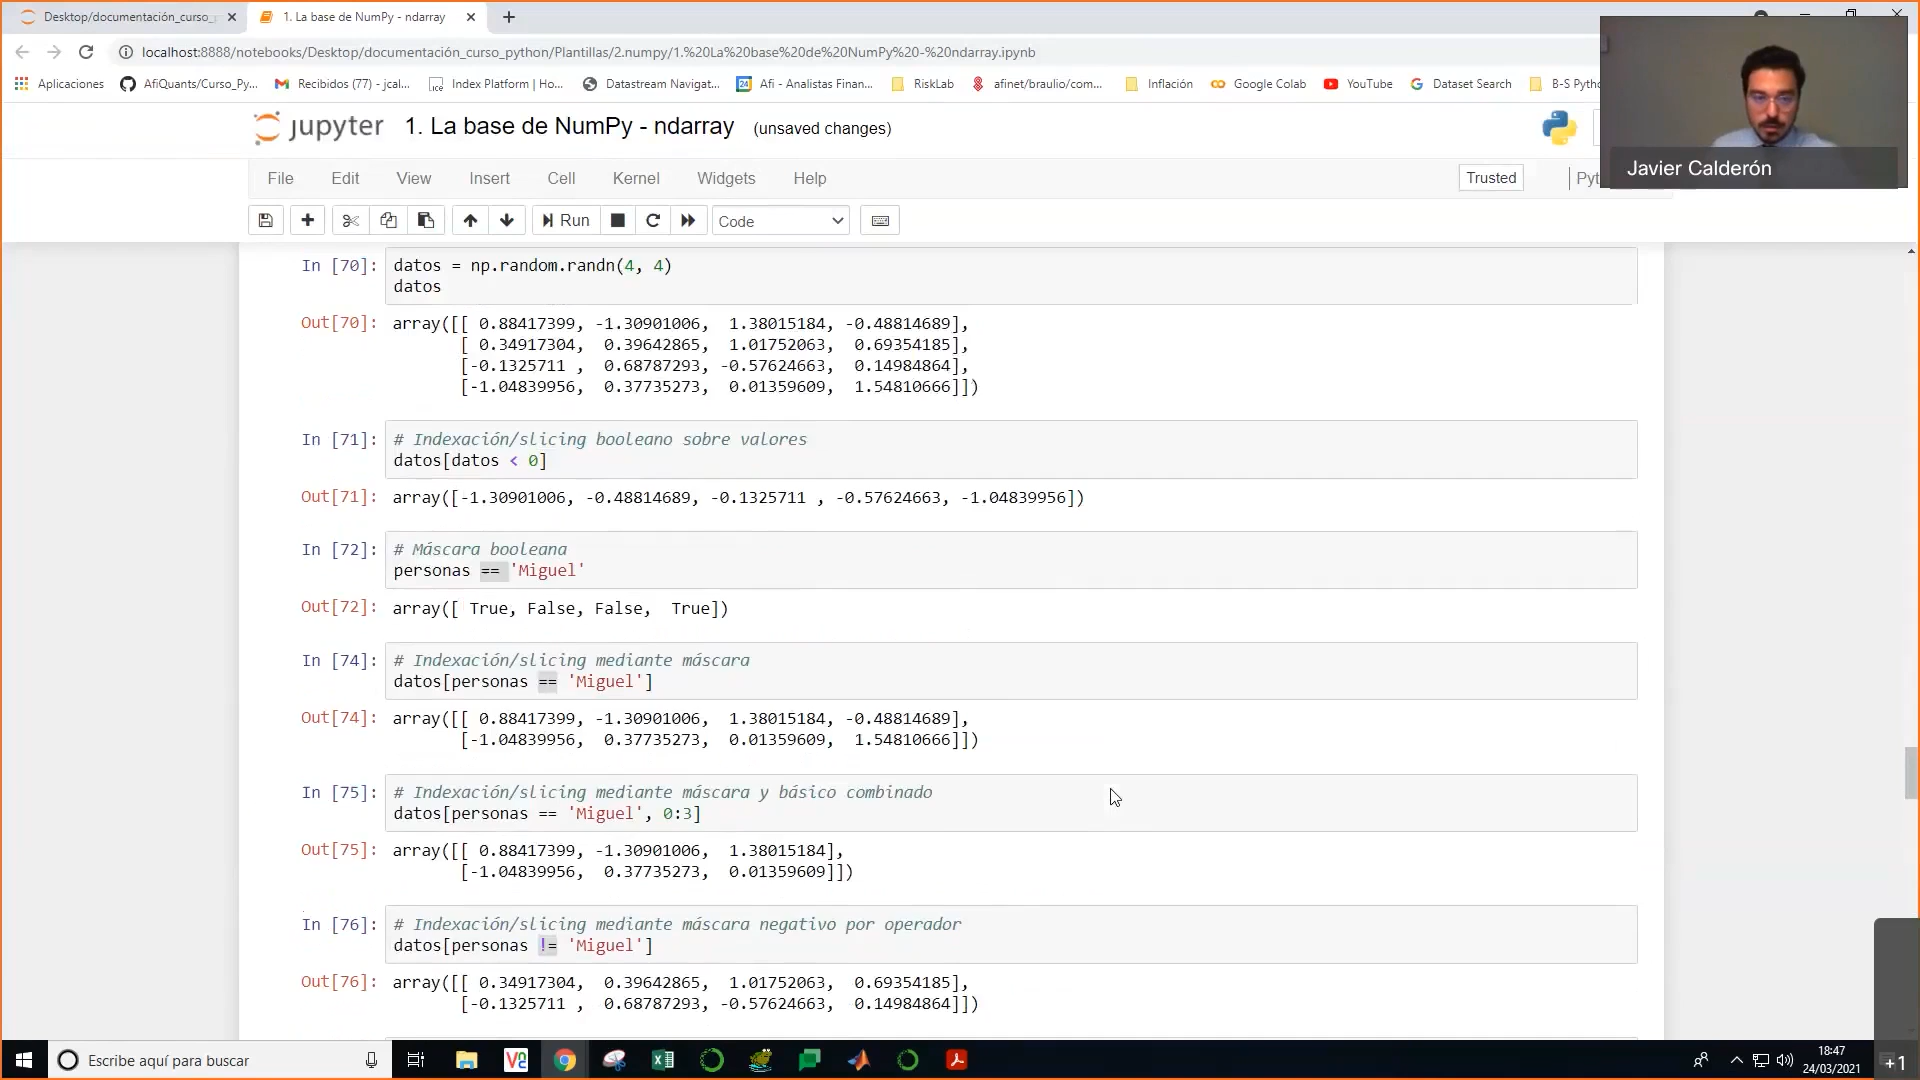 Desktop/documentación_curso_
1. La base de NumPy - ndarray
localhost:8888/notebooks/Desktop/documentación_curso_python/Plantillas/2.numpy/1.%20La%20base%20de%20NumPy%20-%20ndarray.ipynb
Aplicaciones
AfiQuants/Curso_Py...
Recibidos (77) - jcal...
Index Platform | Ho...
Datastream Navigat...
Afi - Analistas Finan...
RiskLab
afinet/braulio/com...
Inflación
Google Colab
YouTube
Dataset Search
B-S Pytho
jupyter 1. La base de NumPy - ndarray (unsaved changes)
Javier Calderón
File Edit View Insert Cell Kernel Widgets Help
Trusted
Pyt
Run
Code
In [70]: datos = np.random.randn(4, 4)
datos
Out[70]: array([[ 0.88417399, -1.30901006,  1.38015184, -0.48814689],
[ 0.34917304,  0.39642865,  1.01752063,  0.69354185],
[-0.1325711 ,  0.68787293, -0.57624663,  0.14984864],
[-1.04839956,  0.37735273,  0.01359609,  1.54810666]])
In [71]: # Indexación/slicing booleano sobre valores
datos[datos < 0]
Out[71]: array([-1.30901006, -0.48814689, -0.1325711 , -0.57624663, -1.04839956])
In [72]: # Máscara booleana
personas == 'Miguel'
Out[72]: array([ True, False, False,  True])
In [74]: # Indexación/slicing mediante máscara
datos[personas == 'Miguel']
Out[74]: array([[ 0.88417399, -1.30901006,  1.38015184, -0.48814689],
[-1.04839956,  0.37735273,  0.01359609,  1.54810666]])
In [75]: # Indexación/slicing mediante máscara y básico combinado
datos[personas == 'Miguel', 0:3]
Out[75]: array([[ 0.88417399, -1.30901006,  1.38015184],
[-1.04839956,  0.37735273,  0.01359609]])
In [76]: # Indexación/slicing mediante máscara negativo por operador
datos[personas != 'Miguel']
Out[76]: array([[ 0.34917304,  0.39642865,  1.01752063,  0.69354185],
[-0.1325711 ,  0.68787293, -0.57624663,  0.14984864]])
Escribe aquí para buscar
18:47
24/03/2021
+1